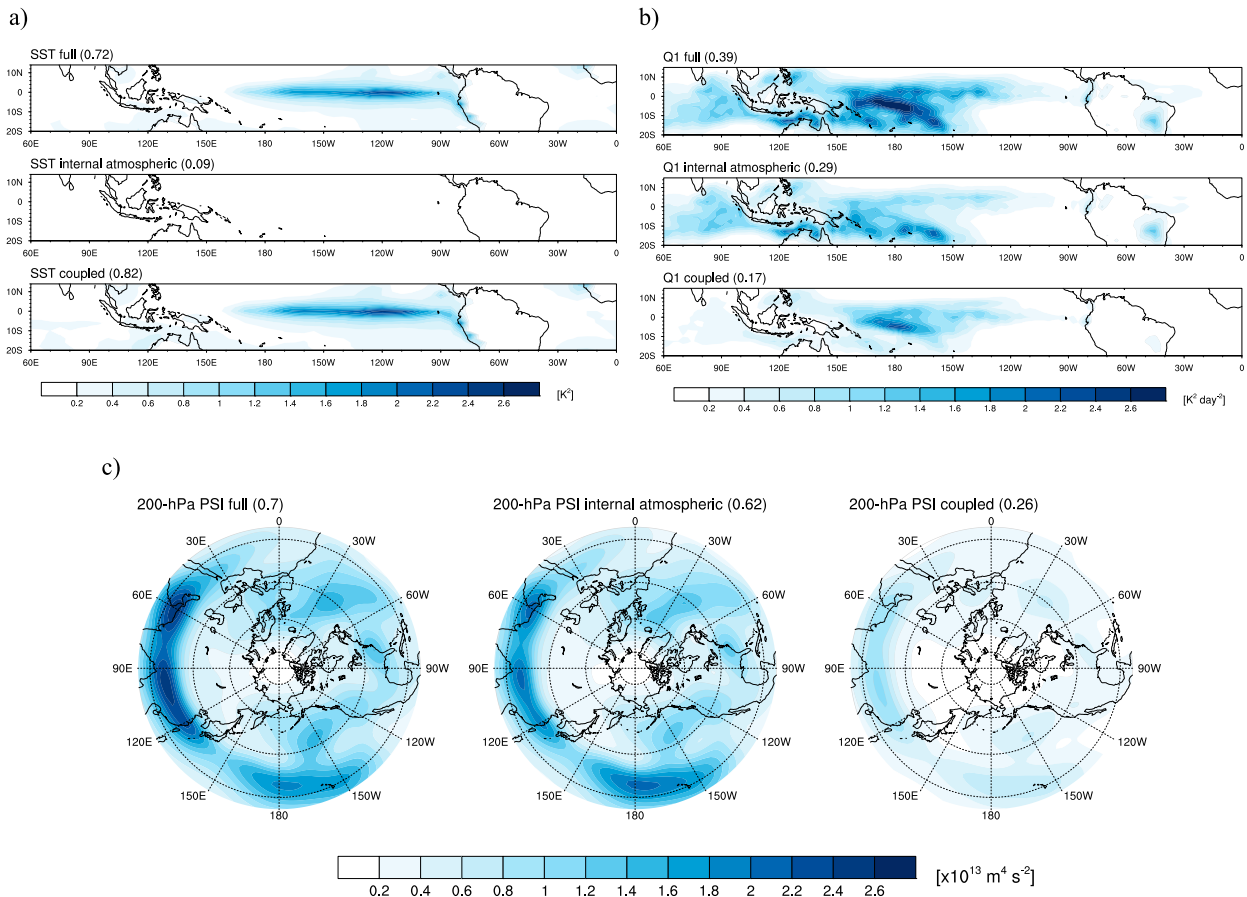 a)
SST full (0.72)
10N
0
10S
20S
60E 90E 120E 150E 180 150W 120W 90W 60W 30W 0
SST internal atmospheric (0.09)
10N
0
10S
20S
60E 90E 120E 150E 180 150W 120W 90W 60W 30W 0
SST coupled (0.82)
10N
0
10S
20S
60E 90E 120E 150E 180 150W 120W 90W 60W 30W 0
0.2 0.4 0.6 0.8 1 1.2 1.4 1.6 1.8 2 2.2 2.4 2.6
[K²]
b)
Q1 full (0.39)
10N
0
10S
20S
60E 90E 120E 150E 180 150W 120W 90W 60W 30W 0
Q1 internal atmospheric (0.29)
10N
0
10S
20S
60E 90E 120E 150E 180 150W 120W 90W 60W 30W 0
Q1 coupled (0.17)
10N
0
10S
20S
60E 90E 120E 150E 180 150W 120W 90W 60W 30W 0
0.2 0.4 0.6 0.8 1 1.2 1.4 1.6 1.8 2 2.2 2.4 2.6
[K² day⁻²]
c)
200-hPa PSI full (0.7)
0
30E 30W
60E 60W
90E 90W
120E 120W
150E 150W
180
200-hPa PSI internal atmospheric (0.62)
0
30E 30W
60E 60W
90E 90W
120E 120W
150E 150W
180
200-hPa PSI coupled (0.26)
0
30E 30W
60E 60W
90E 90W
120E 120W
150E 150W
180
0.2 0.4 0.6 0.8 1 1.2 1.4 1.6 1.8 2 2.2 2.4 2.6
[x10¹³ m⁴ s⁻²]